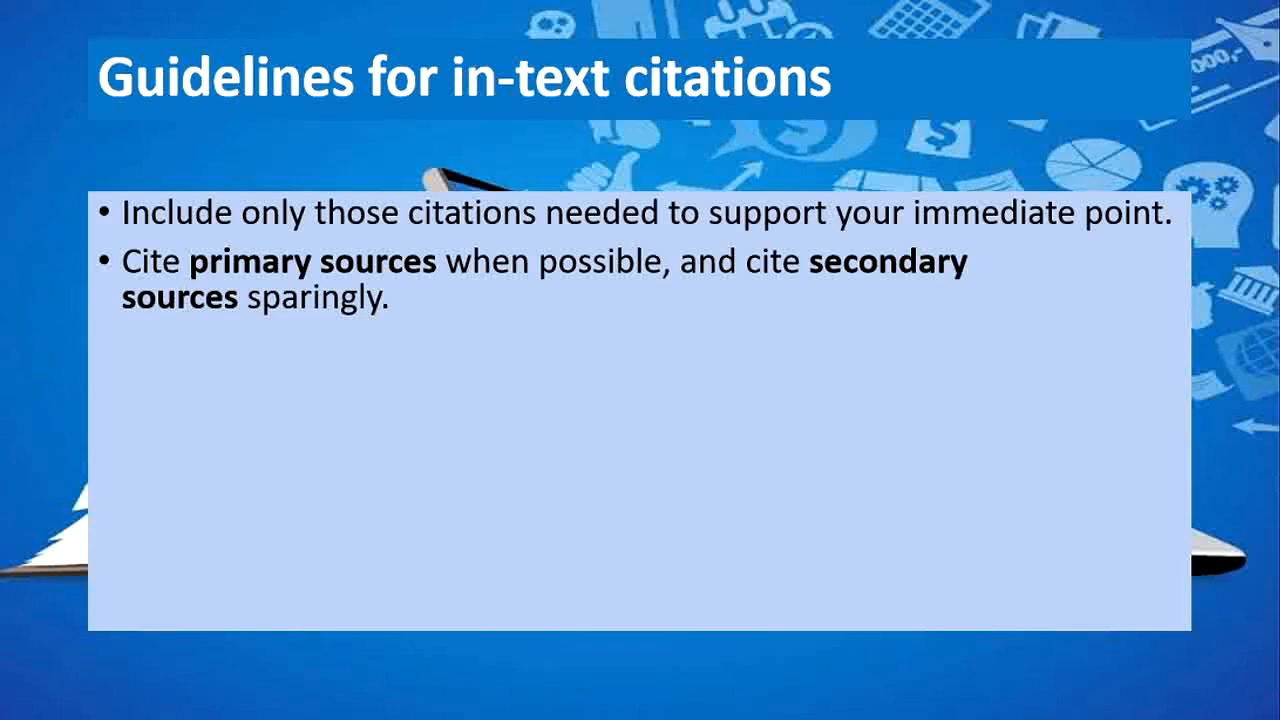 Guidelines for in-text citations
• Include only those citations needed to support your immediate point.
• Cite primary sources when possible, and cite secondary
sources sparingly.
000,-